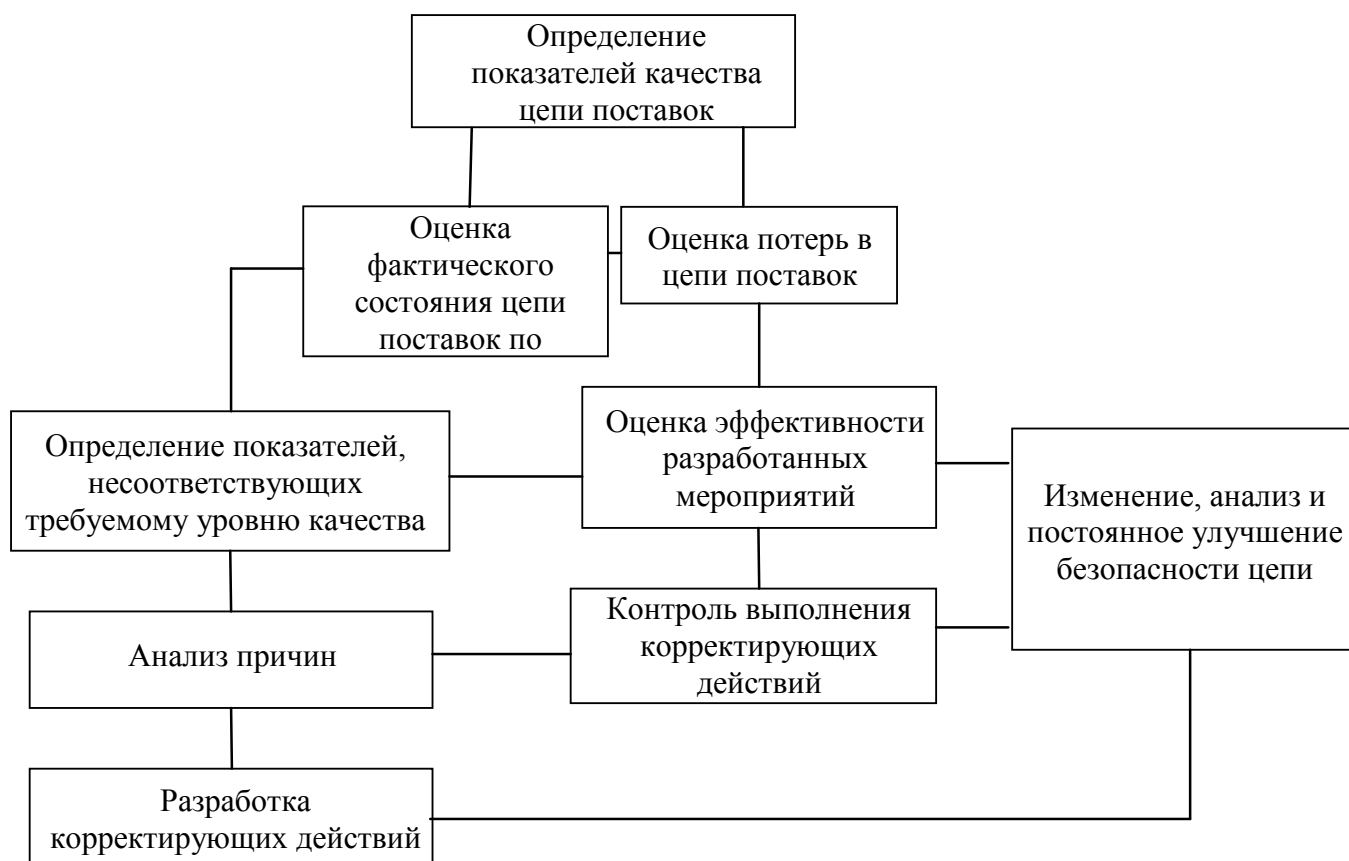 Определение
показателей качества
цепи поставок
Оценка
фактического
состояния цепи
поставок по
Оценка потерь в
цепи поставок
Определение показателей,
несоответствующих
требуемому уровню качества
Оценка эффективности
разработанных
мероприятий
Изменение, анализ и
постоянное улучшение
безопасности цепи
Анализ причин
Контроль выполнения
корректирующих
действий
Разработка
корректирующих действий